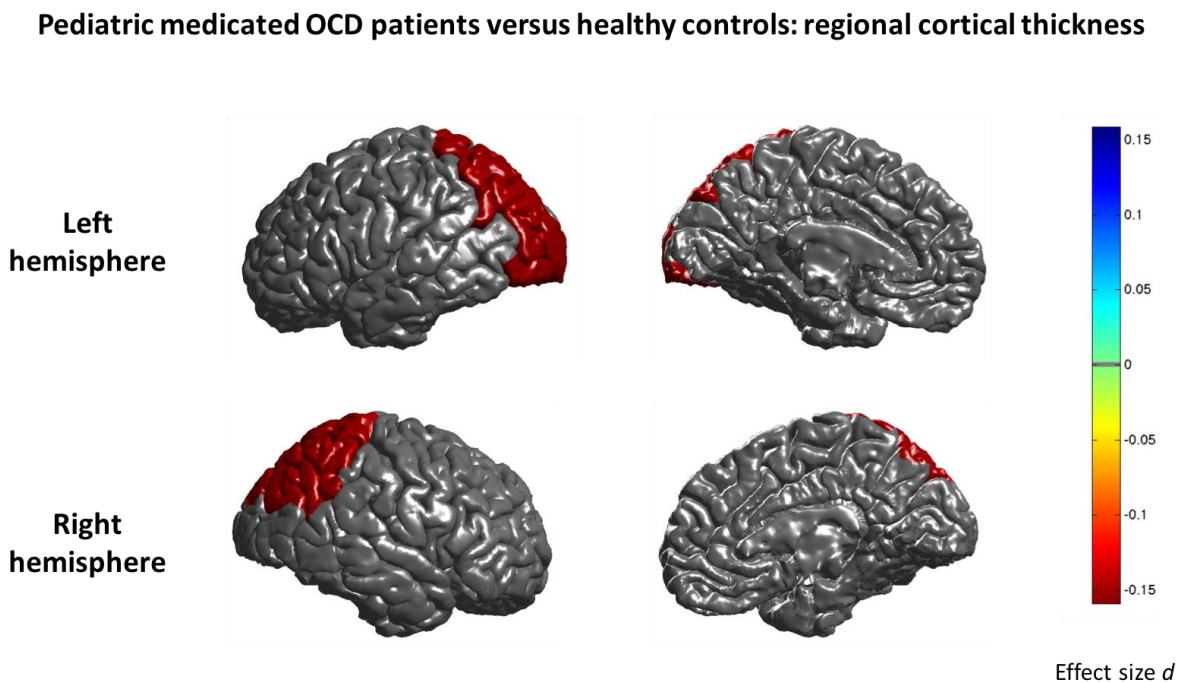 Pediatric medicated OCD patients versus healthy controls: regional cortical thickness
Left
hemisphere
Right
hemisphere
0.15
0.1
0.05
0
-0.05
-0.1
-0.15
Effect size d